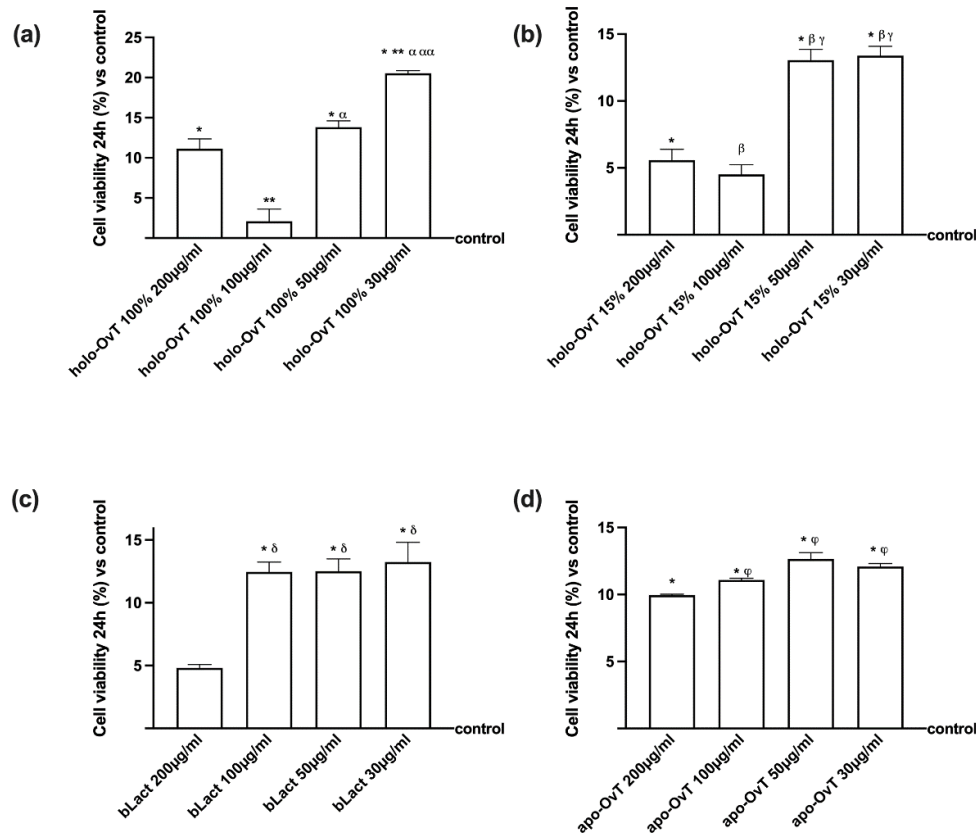 (a)
Cell viability 24h (%) vs control
25
20
15
10
5
*
**
* α
* ** α αα
control
holo-OvT 100% 200μg/ml
holo-OvT 100% 100μg/ml
holo-OvT 100% 50μg/ml
holo-OvT 100% 30μg/ml
(b)
Cell viability 24h (%) vs control
15
10
5
*
β
* β γ
* β γ
control
holo-OvT 15% 200μg/ml
holo-OvT 15% 100μg/ml
holo-OvT 15% 50μg/ml
holo-OvT 15% 30μg/ml
(c)
Cell viability 24h (%) vs control
15
10
5
* δ
* δ
* δ
control
bLact 200μg/ml
bLact 100μg/ml
bLact 50μg/ml
bLact 30μg/ml
(d)
Cell viability 24h (%) vs control
15
10
5
*
* φ
* φ
* φ
control
apo-OvT 200μg/ml
apo-OvT 100μg/ml
apo-OvT 50μg/ml
apo-OvT 30μg/ml